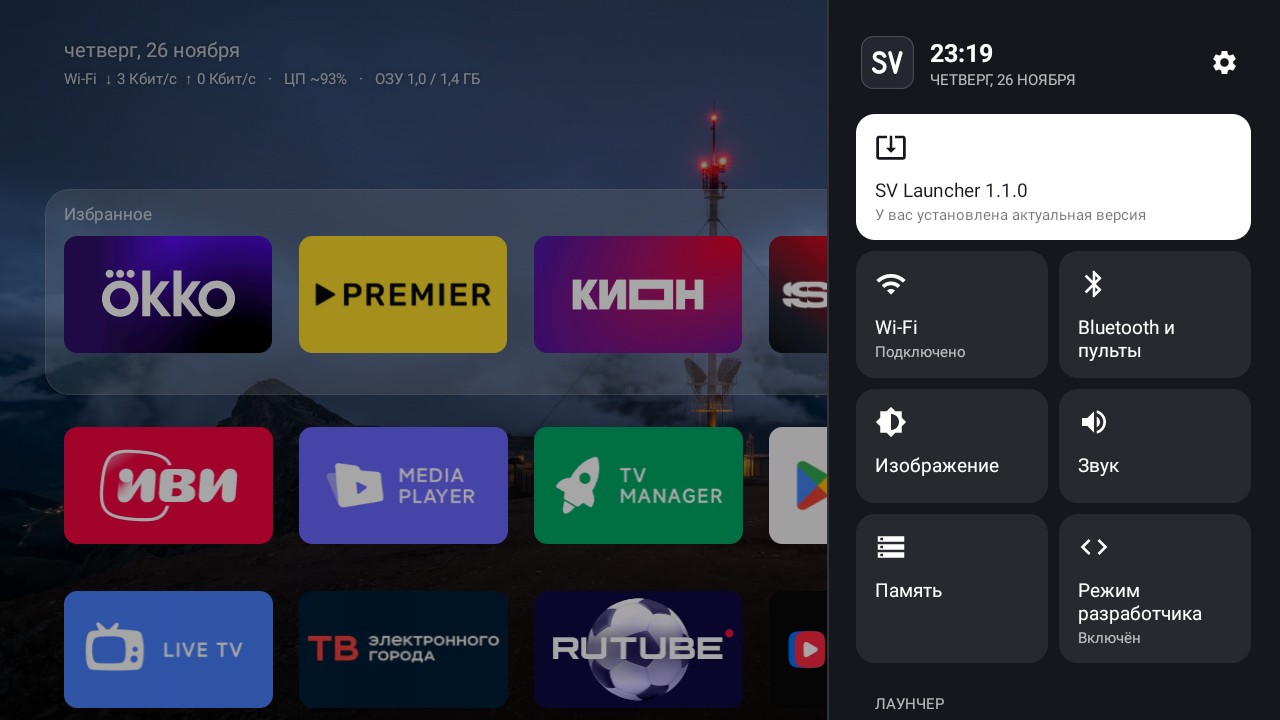 четверг, 26 ноября
Wi-Fi ↓ 3 Кбит/с ↑ 0 Кбит/с · ЦП ~93% · ОЗУ 1,0 / 1,4 ГБ
Избранное
ökko
PREMIER
КИОН
иви
MEDIA
PLAYER
TV
MANAGER
LIVE TV
ТВ
ЭЛЕКТРОННОГО
ГОРОДА
RUTUBE
SV
23:19
ЧЕТВЕРГ, 26 НОЯБРЯ
SV Launcher 1.1.0
У вас установлена актуальная версия
Wi-Fi
Подключено
Bluetooth и
пульты
Изображение
Звук
Память
Режим
разработчика
Включён
ЛАУНЧЕР